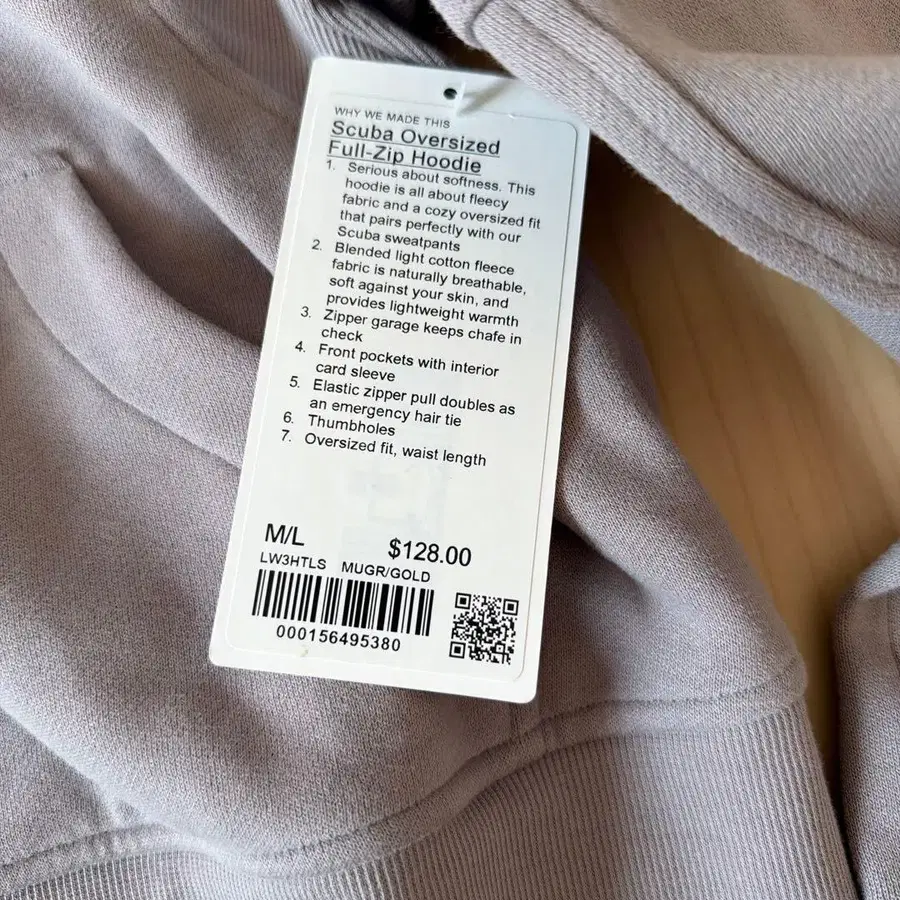 WHY WE MADE THIS
Scuba Oversized
Full-Zip Hoodie
1. Serious about softness. This
hoodie is all about fleecy
fabric and a cozy oversized fit
that pairs perfectly with our
Scuba sweatpants
2. Blended light cotton fleece
fabric is naturally breathable,
soft against your skin, and
provides lightweight warmth
3. Zipper garage keeps chafe in
check
4. Front pockets with interior
card sleeve
5. Elastic zipper pull doubles as
an emergency hair tie
6. Thumbholes
7. Oversized fit, waist length
M/L $128.00
LW3HTLS MUGR/GOLD
000156495380